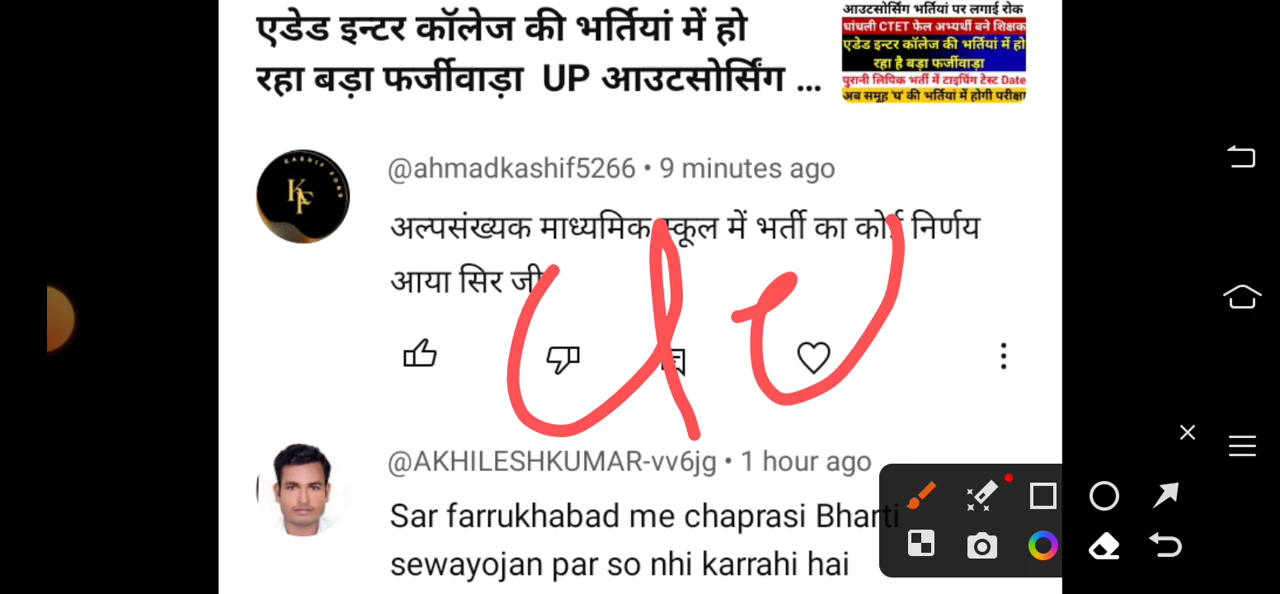 एडेड इन्टर कॉलेज की भर्तियां में हो
रहा बड़ा फर्जीवाड़ा UP आउटसोर्सिंग ...
आउटसोर्सिंग भर्तियां पर लगाई रोक
धांधली CTET फेल अभ्यर्थी बने शिक्षक
एडेड इन्टर कॉलेज की भर्तियां में हो
रहा है बड़ा फर्जीवाड़ा
पुरानी लिपिक भर्ती में टाइपिंग टेस्ट Date
अब समूह 'घ' की भर्तियां में होगी परीक्षा
KASHIF FORD
KF
@ahmadkashif5266 • 9 minutes ago
अल्पसंख्यक माध्यमिक स्कूल में भर्ती का कोई निर्णय
आया सिर जी
@AKHILESHKUMAR-vv6jg • 1 hour ago
Sar farrukhabad me chaprasi Bharti
sewayojan par so nhi karrahi hai